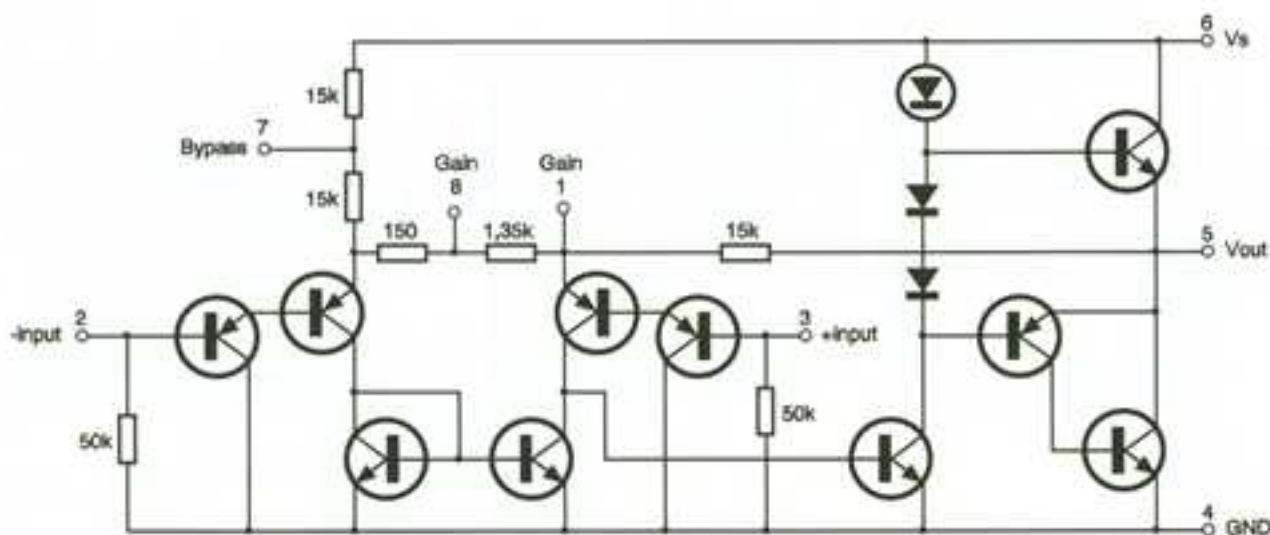 6
Vs
15k
7
Bypass
15k
Gain
8
Gain
1
150
1,35k
15k
5
Vout
2
-input
3
+input
50k
50k
4
GND